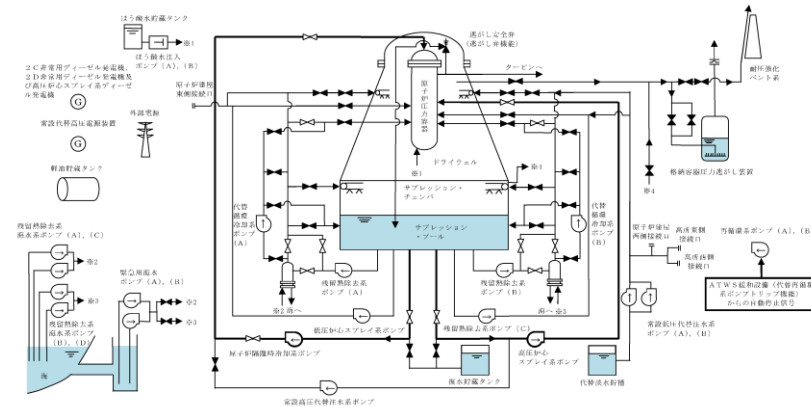 ほう酸水貯蔵タンク
※1
ほう酸水注入
ポンプ（A），（B）
2C非常用ディーゼル発電機，
2D非常用ディーゼル発電機及
び高圧炉心スプレイ系ディーゼ
ル発電機
G
外部電源
常設代替高圧電源装置
G
軽油貯蔵タンク
残留熱除去系
海水系ポンプ（A），（C）
※2
※3
緊急用海水
ポンプ（A），（B）
※2
※3
残留熱除去系
海水系ポンプ
（B），（D）
海
原子炉建屋
東側接続口
逃がし安全弁
（逃がし弁機能）
タービンへ
原子炉圧力容器
※1
ドライウェル
※4
サプレッション・
チェンバ
サプレッション
・プール
代替
循環
冷却系
ポンプ
（A）
代替
循環
冷却系
ポンプ
（B）
残留熱除去系
ポンプ（A）
残留熱除去系
ポンプ（B）
※2
海へ
海へ
※3
低圧炉心スプレイ系ポンプ
残留熱除去系ポンプ（C）
原子炉隔離時冷却系ポンプ
高圧炉心
スプレイ系ポンプ
復水貯蔵タンク
常設高圧代替注水系ポンプ
代替淡水貯槽
常設低圧代替注水系
ポンプ（A），（B）
原子炉建屋
西側接続口
高所東側
接続口
高所西側
接続口
耐圧強化
ベント系
格納容器圧力逃がし装置
※4
再循環系ポンプ（A），（B
ATWS緩和設備（代替再循環
系ポンプトリップ機能）
からの自動停止信号